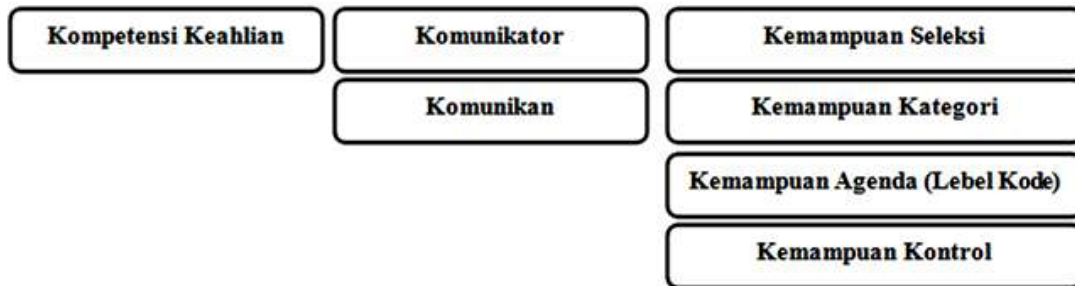 Kompetensi Keahlian
Komunikator
Kemampuan Seleksi
Komunikan
Kemampuan Kategori
Kemampuan Agenda (Lebel Kode)
Kemampuan Kontrol